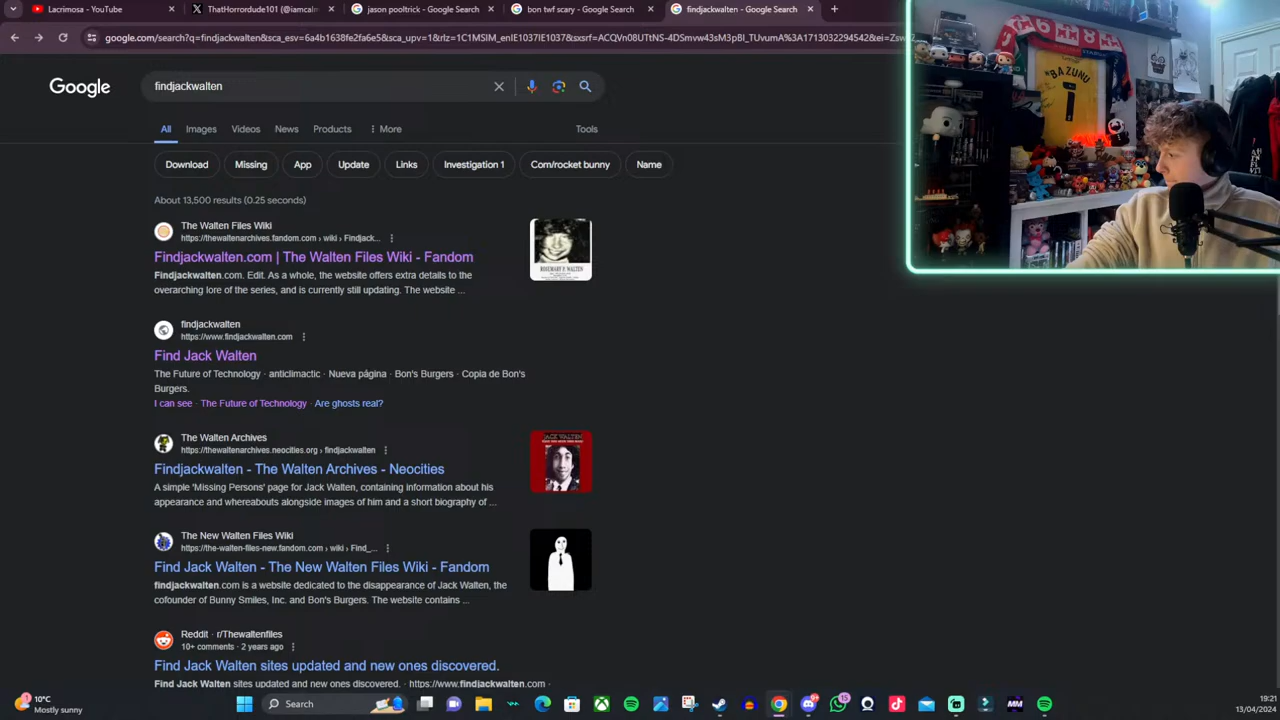 Lacrimosa - YouTube
ThatHorrordude101 (@iamcalm
jason pooltrick - Google Search
bon twf scary - Google Search
findjackwalten - Google Search
Google
findjackwalten
All
Images
Videos
News
Products
More
Tools
Download
Missing
App
Update
Links
Investigation 1
Com/rocket bunny
Name
About 13,500 results (0.25 seconds)
The Walten Files Wiki
https://thewaltenarchives.fandom.com › wiki › Findjack...
Findjackwalten.com | The Walten Files Wiki - Fandom
Findjackwalten.com. Edit. As a whole, the website offers extra details to the
overarching lore of the series, and is currently still updating. The website ...
ROSEMARY P. WALTEN
findjackwalten
https://www.findjackwalten.com
Find Jack Walten
The Future of Technology · anticlimactic · Nueva página · Bon's Burgers · Copia de Bon's
Burgers.
I can see · The Future of Technology · Are ghosts real?
The Walten Archives
https://thewaltenarchives.neocities.org › findjackwalten
Findjackwalten - The Walten Archives - Neocities
A simple 'Missing Persons' page for Jack Walten, containing information about his
appearance and whereabouts alongside images of him and a short biography of ...
JACK WALTEN
The New Walten Files Wiki
https://the-walten-files-new.fandom.com › wiki › Find_...
Find Jack Walten - The New Walten Files Wiki - Fandom
findjackwalten.com is a website dedicated to the disappearance of Jack Walten, the
cofounder of Bunny Smiles, Inc. and Bon's Burgers. The website contains ...
Reddit · r/Thewaltenfiles
10+ comments · 2 years ago
Find Jack Walten sites updated and new ones discovered.
Find Jack Walten sites updated and new ones discovered. · https://www.findjackwalten.com ·
BAZUNU
1
10°C
Mostly sunny
Search
15
MM
19:21
13/04/2024